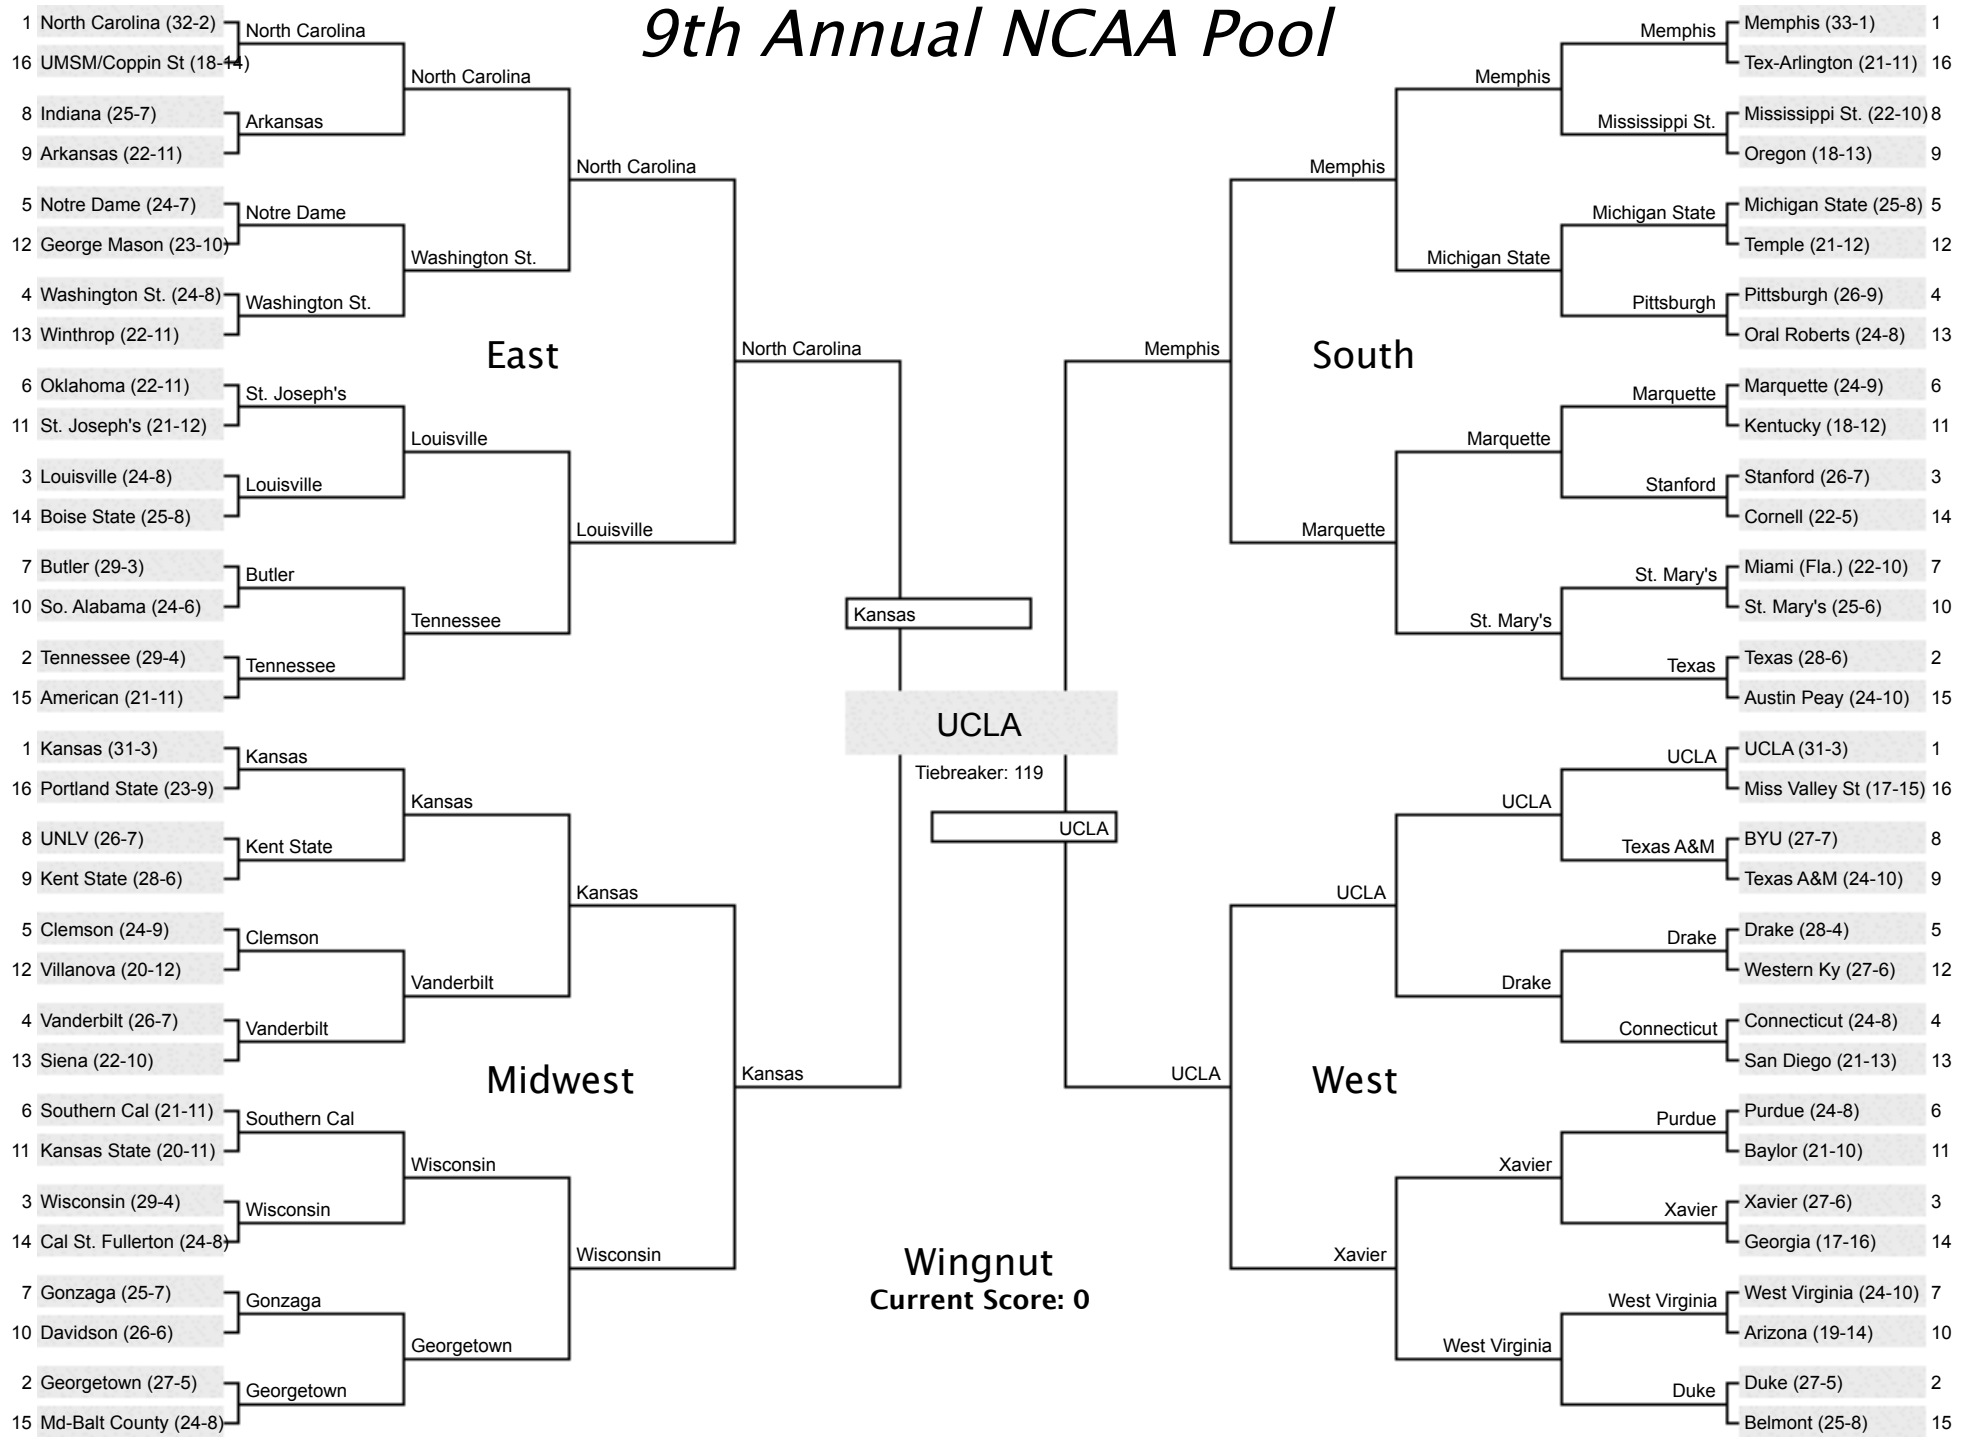 9th Annual NCAA Pool
1 North Carolina (32-2)
16 UMSM/Coppin St (18-14)
8 Indiana (25-7)
9 Arkansas (22-11)
5 Notre Dame (24-7)
12 George Mason (23-10)
4 Washington St. (24-8)
13 Winthrop (22-11)
6 Oklahoma (22-11)
11 St. Joseph's (21-12)
3 Louisville (24-8)
14 Boise State (25-8)
7 Butler (29-3)
10 So. Alabama (24-6)
2 Tennessee (29-4)
15 American (21-11)
North Carolina
Arkansas
Notre Dame
Washington St.
St. Joseph's
Louisville
Butler
Tennessee
North Carolina
Washington St.
Louisville
Tennessee
North Carolina
Louisville
East
North Carolina
1 Kansas (31-3)
16 Portland State (23-9)
8 UNLV (26-7)
9 Kent State (28-6)
5 Clemson (24-9)
12 Villanova (20-12)
4 Vanderbilt (26-7)
13 Siena (22-10)
6 Southern Cal (21-11)
11 Kansas State (20-11)
3 Wisconsin (29-4)
14 Cal St. Fullerton (24-8)
7 Gonzaga (25-7)
10 Davidson (26-6)
2 Georgetown (27-5)
15 Md-Balt County (24-8)
Kansas
Kent State
Clemson
Vanderbilt
Southern Cal
Wisconsin
Gonzaga
Georgetown
Kansas
Vanderbilt
Wisconsin
Georgetown
Kansas
Wisconsin
Midwest
Kansas
Kansas
UCLA
Tiebreaker: 119
UCLA
Wingnut
Current Score: 0
Memphis (33-1) 1
Tex-Arlington (21-11) 16
Mississippi St. (22-10) 8
Oregon (18-13) 9
Michigan State (25-8) 5
Temple (21-12) 12
Pittsburgh (26-9) 4
Oral Roberts (24-8) 13
Marquette (24-9) 6
Kentucky (18-12) 11
Stanford (26-7) 3
Cornell (22-5) 14
Miami (Fla.) (22-10) 7
St. Mary's (25-6) 10
Texas (28-6) 2
Austin Peay (24-10) 15
Memphis
Mississippi St.
Michigan State
Pittsburgh
Marquette
Stanford
St. Mary's
Texas
Memphis
Michigan State
Marquette
St. Mary's
Memphis
Marquette
South
Memphis
UCLA (31-3) 1
Miss Valley St (17-15) 16
BYU (27-7) 8
Texas A&M (24-10) 9
Drake (28-4) 5
Western Ky (27-6) 12
Connecticut (24-8) 4
San Diego (21-13) 13
Purdue (24-8) 6
Baylor (21-10) 11
Xavier (27-6) 3
Georgia (17-16) 14
West Virginia (24-10) 7
Arizona (19-14) 10
Duke (27-5) 2
Belmont (25-8) 15
UCLA
Texas A&M
Drake
Connecticut
Purdue
Xavier
West Virginia
Duke
UCLA
Drake
Xavier
West Virginia
UCLA
Xavier
West
UCLA